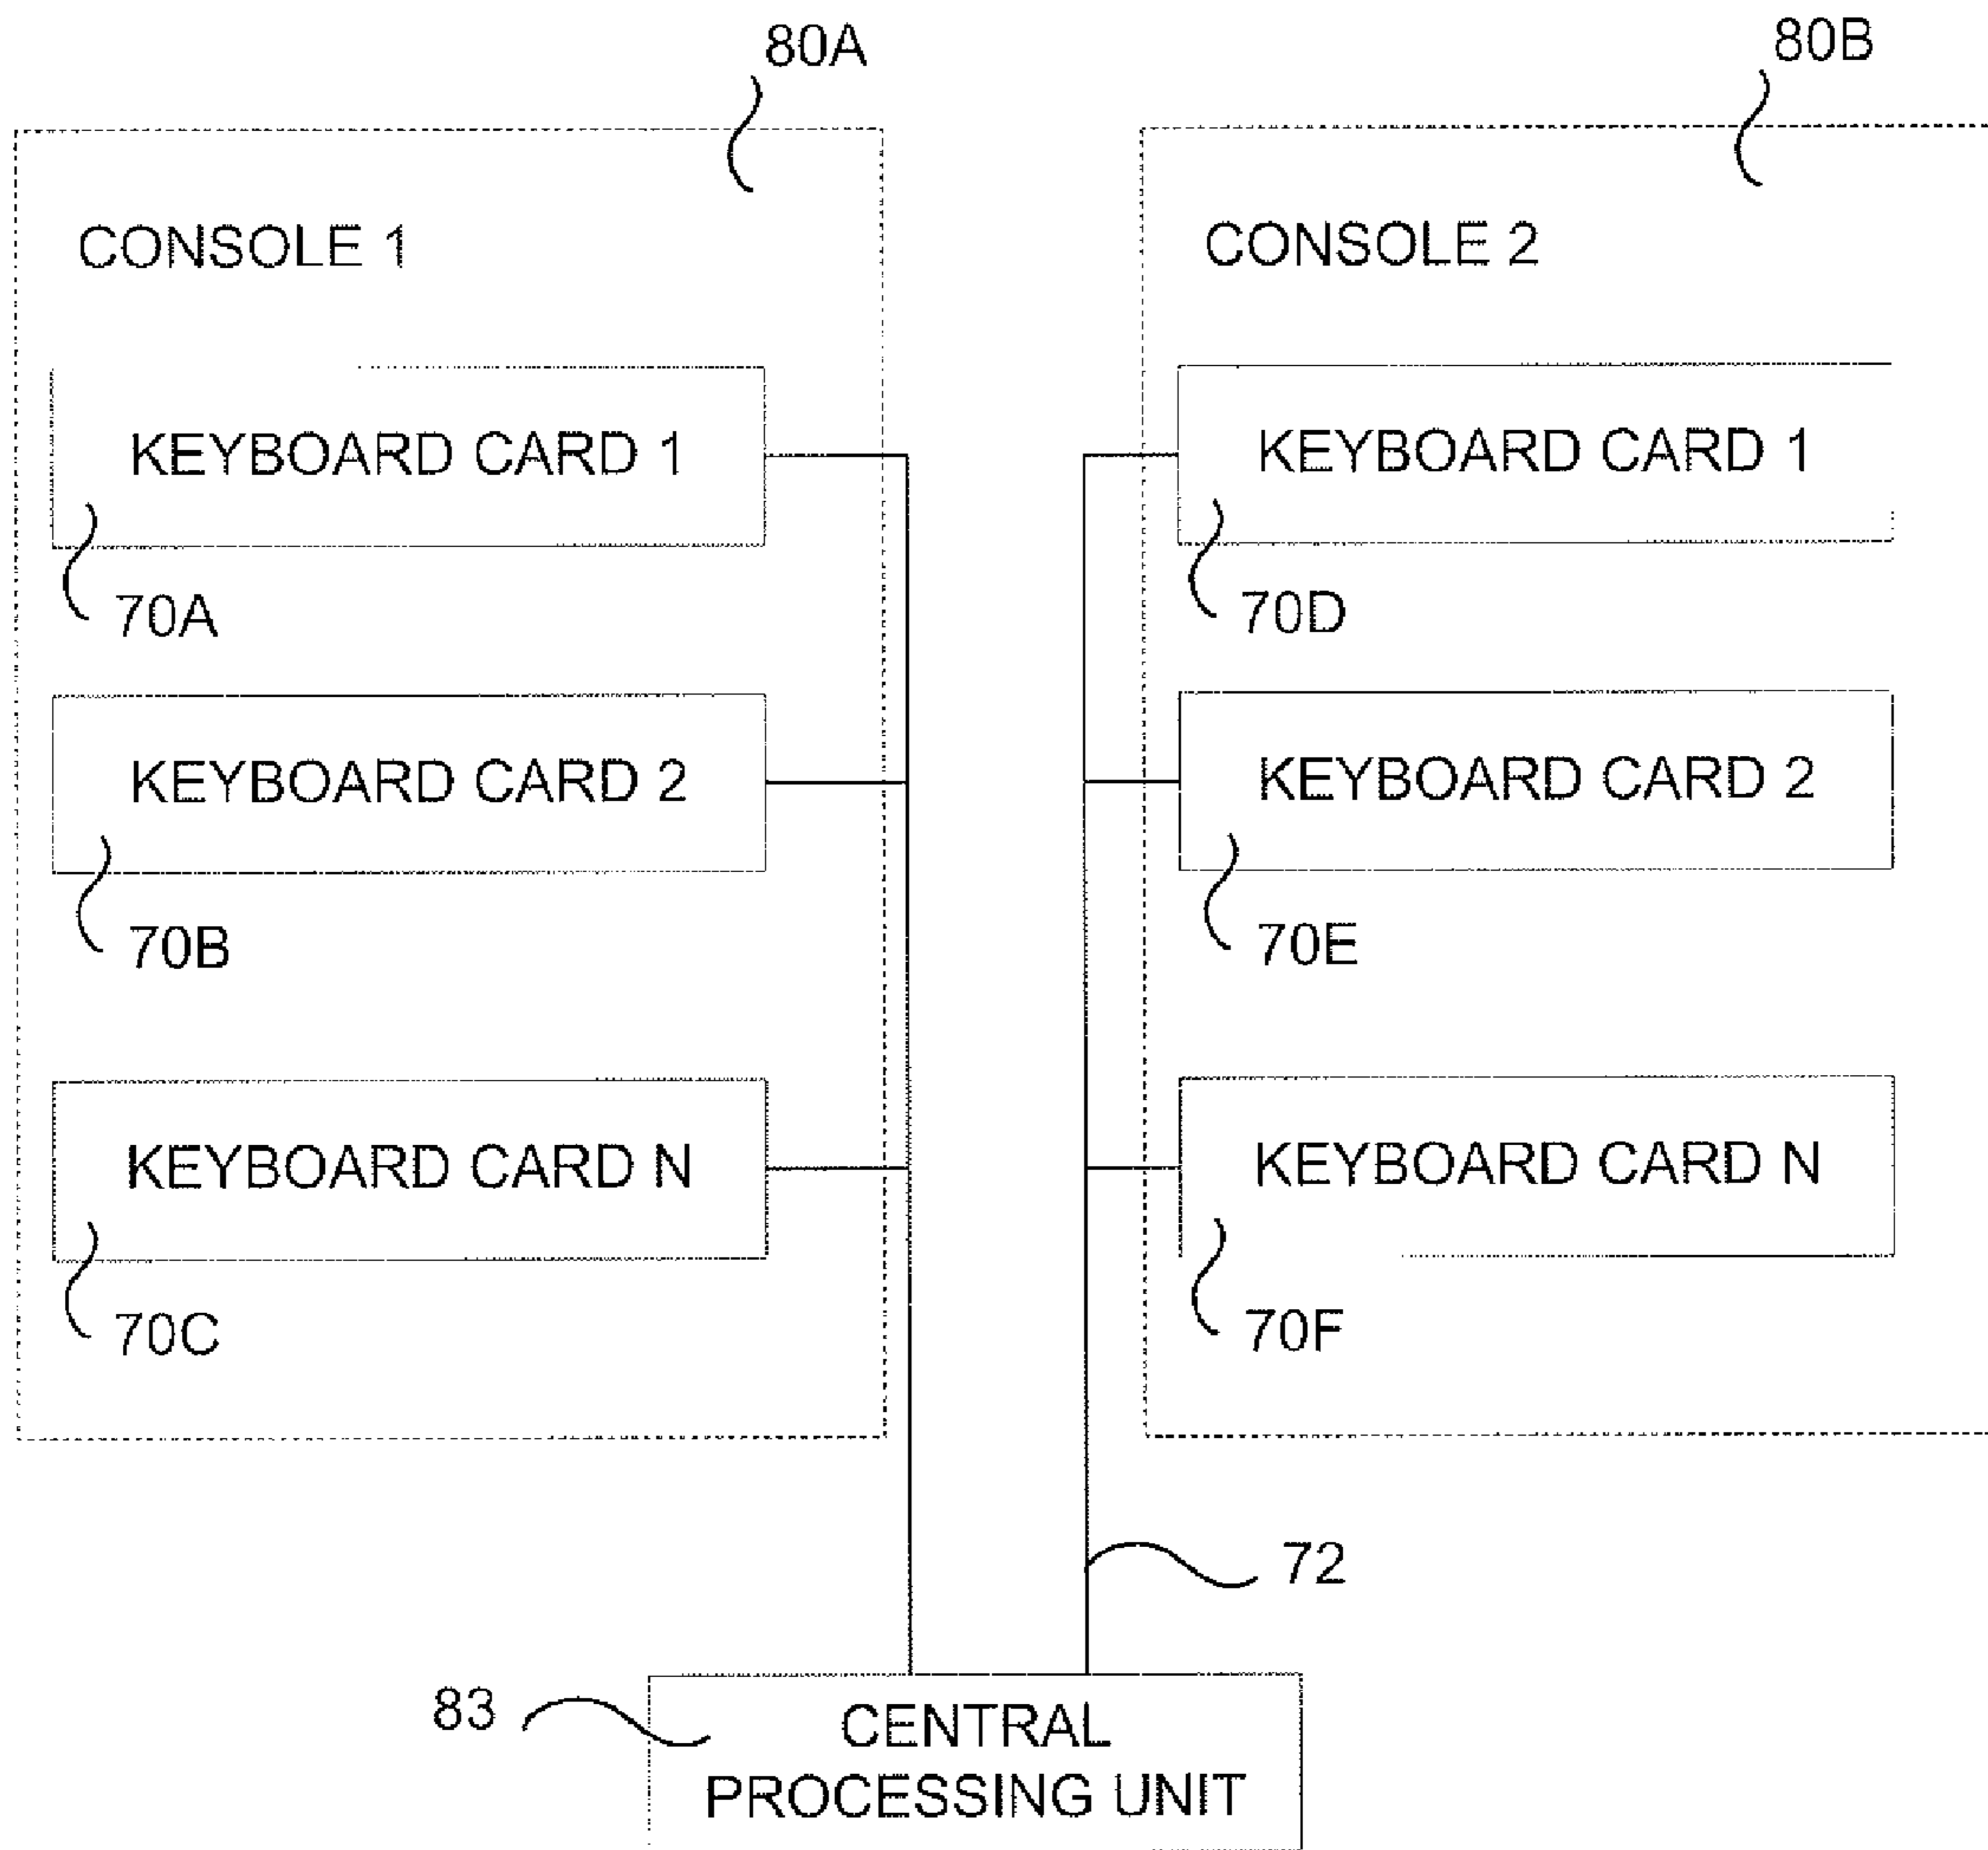 80A
80B
CONSOLE 1
CONSOLE 2
KEYBOARD CARD 1
KEYBOARD CARD 1
70A
70D
KEYBOARD CARD 2
KEYBOARD CARD 2
70B
70E
KEYBOARD CARD N
KEYBOARD CARD N
70C
70F
72
83
CENTRAL
PROCESSING UNIT